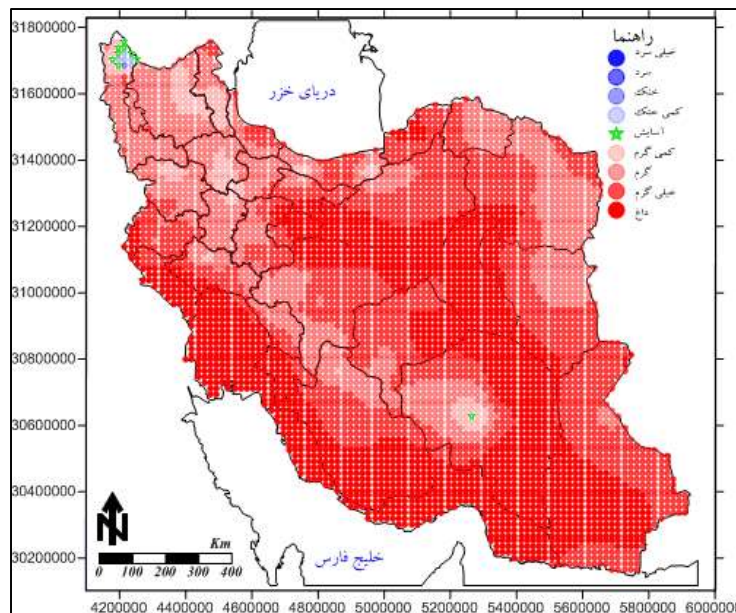 31800000
31600000
31400000
31200000
31000000
30800000
30600000
30400000
30200000
4200000 4400000 4600000 4800000 5000000 5200000 5400000 5600000 5800000 6000000
راهنما
خیلی سرد
سرد
خنک
کمی خنک
آسایش
کمی گرم
گرم
خیلی گرم
داغ
دریای خزر
خلیج فارس
N
Km
0 100 200 300 400